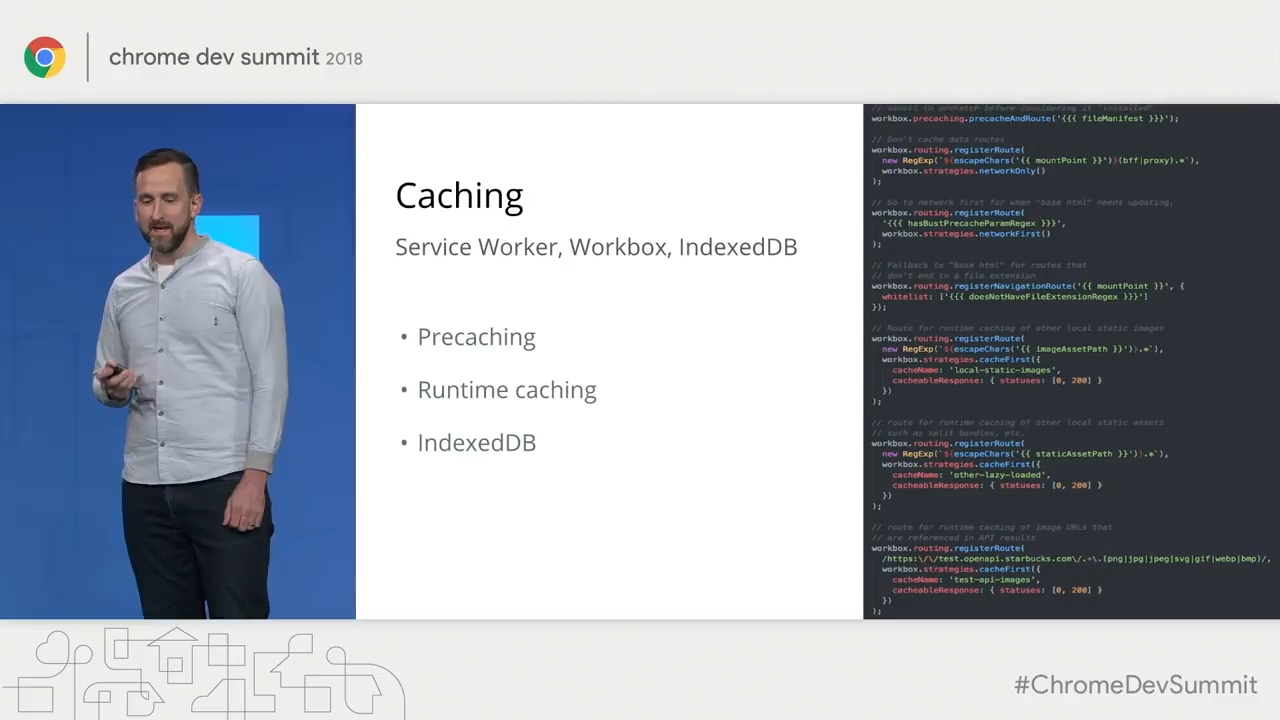 chrome dev summit 2018
Caching
Service Worker, Workbox, IndexedDB
• Precaching
• Runtime caching
• IndexedDB
workbox.precaching.precacheAndRoute('{{{ fileManifest }}}');
// Don't cache data routes
workbox.routing.registerRoute(
new RegExp(`${escapeChars('{{ mountPoint }}')}(bff|proxy).*`),
workbox.strategies.networkOnly()
);
// Go to network first for when "base html" needs updating.
workbox.routing.registerRoute(
'{{{ hasBustPrecacheParamRegex }}}',
workbox.strategies.networkFirst()
);
// Fallback to "base html" for routes that
// don't end in a file extension
workbox.routing.registerNavigationRoute('{{ mountPoint }}', {
whitelist: ['{{{ doesNotHaveFileExtensionRegex }}}']
});
// Route for runtime caching of other local static images
workbox.routing.registerRoute(
new RegExp(`${escapeChars('{{ imageAssetPath }}')}.*`),
workbox.strategies.cacheFirst({
cacheName: 'local-static-images',
cacheableResponse: { statuses: [0, 200] }
})
);
// route for runtime caching of other local static assets
// such as split bundles, etc.
workbox.routing.registerRoute(
new RegExp(`${escapeChars('{{ staticAssetPath }}')}.*`),
workbox.strategies.cacheFirst({
cacheName: 'other-lazy-loaded',
cacheableResponse: { statuses: [0, 200] }
})
);
// route for runtime caching of image URLs that
// are referenced in API results
workbox.routing.registerRoute(
/https:\/\/test.openapi.starbucks.com\/.+\.(png|jpg|jpeg|svg|gif|webp|bmp)/,
workbox.strategies.cacheFirst({
cacheName: 'test-api-images',
cacheableResponse: { statuses: [0, 200] }
})
);
#ChromeDevSummit